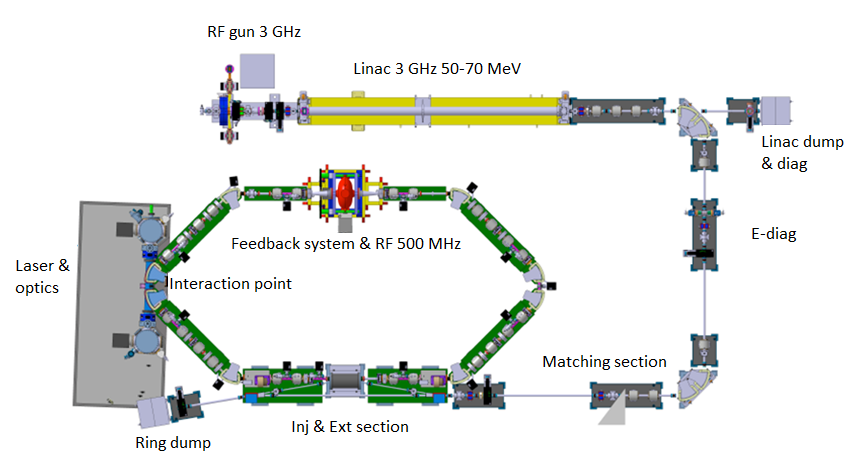 RF gun 3 GHz
Linac 3 GHz 50-70 MeV
Linac dump
& diag
Feedback system & RF 500 MHz
E-diag
Laser &
optics
Interaction point
Matching section
Inj & Ext section
Ring dump